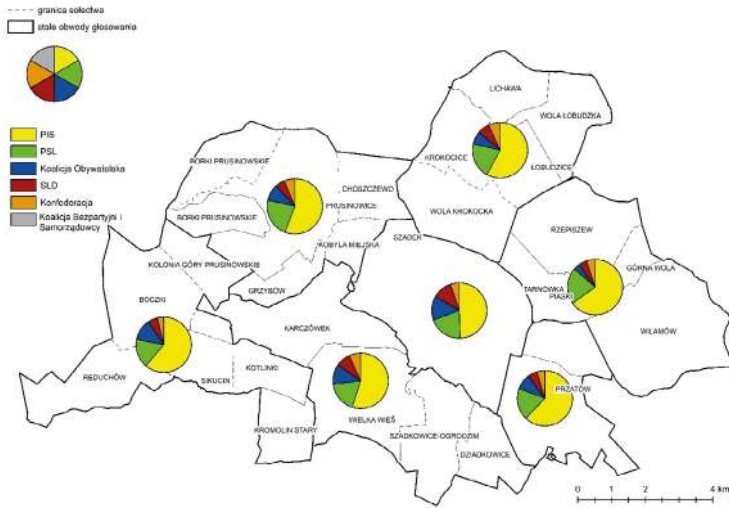 granica sołectwa
stałe obwody głosowania
PIS
PSL
Koalicja Obywatelska
SLD
Konfederacja
Koalicja Bezpartyjni i
Samorządowcy
LICHAWA
WOLA ŁOBUDZKA
KROKOCICE
ŁOBUDZICE
BORKI PRUSINOWSKIE
CHOSZCZEWO
PRUSINOWICE
BORKI PRUSINOWSKIE
WOLA KROKOCKA
KOBYLA MIEJSKA
SZADEK
RZEPISZEW
KOLONIA GÓRY PRUSINOWSKIE
GÓRNA WOLA
GRZYBÓW
TARNÓWKA
PIASKI
BOCZKI
KARCZÓWEK
WILAMÓW
REDUCHÓW
SIKUCIN
KOTLINKI
PRZATÓW
WIELKA WIEŚ
KROMOLIN STARY
SZADKOWICE-OGRODZIM
DZIADKOWICE
0 1 2 4 km